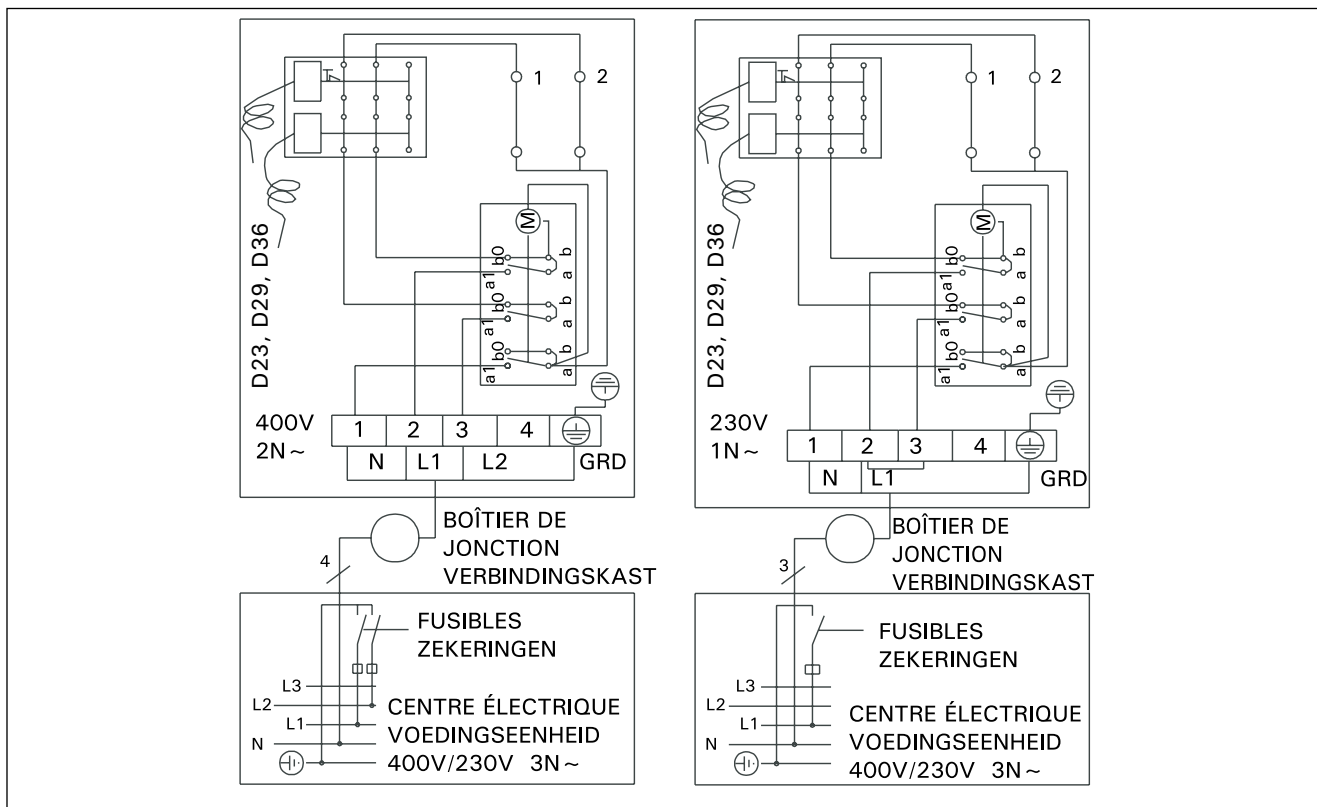 1
2
D23, D29, D36
M
b0
b
a1
a
b0
b
a1
a
b0
b
a1
a
400V
2N~
1 2 3 4
N L1 L2 GRD
BOÎTIER DE
JONCTION
VERBINDINGSKAST
4
FUSIBLES
ZEKERINGEN
L3
L2
L1
N
CENTRE ÉLECTRIQUE
VOEDINGSEENHEID
400V/230V 3N~
1
2
D23, D29, D36
M
b0
b
a1
a
b0
b
a1
a
b0
b
a1
a
230V
1N~
1 2 3 4
N L1 GRD
BOÎTIER DE
JONCTION
VERBINDINGSKAST
3
FUSIBLES
ZEKERINGEN
L3
L2
L1
N
CENTRE ÉLECTRIQUE
VOEDINGSEENHEID
400V/230V 3N~